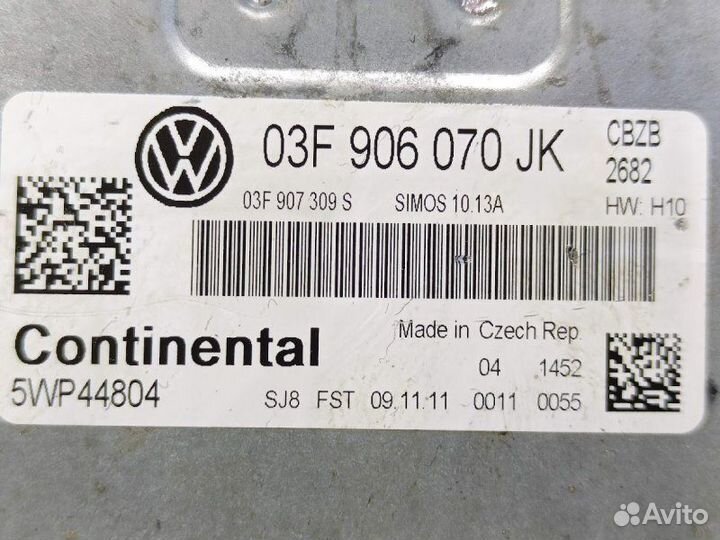 03F 906 070 JK
CBZB
2682
03F 907 309 S SIMOS 10.13A HW: H10
Continental
Made in Czech Rep.
04 1452
5WP44804
SJ8 FST 09.11.11 0011 0055
Avito